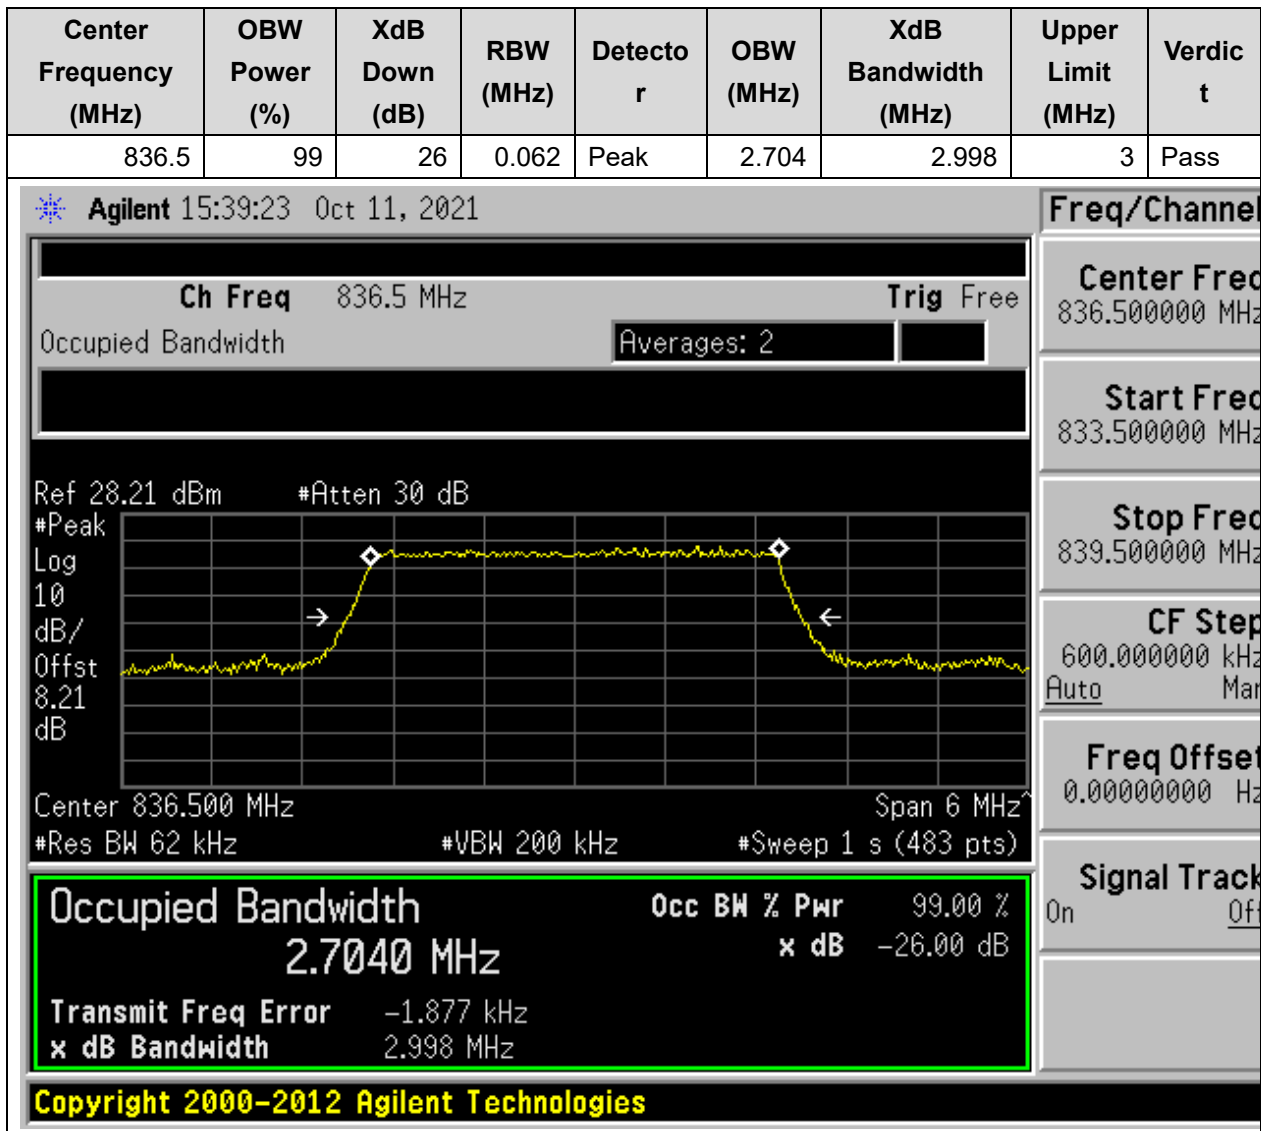 Center Frequency (MHz) OBW Power (%) XdB Down (dB) RBW (MHz) Detector OBW (MHz) XdB Bandwidth (MHz) Upper Limit (MHz) Verdict
836.5 99 26 0.062 Peak 2.704 2.998 3 Pass
Agilent 15:39:23 Oct 11, 2021
Freq/Channel
Ch Freq 836.5 MHz Trig Free
Occupied Bandwidth Averages: 2
Center Freq
836.500000 MHz
Start Freq
833.500000 MHz
Stop Freq
839.500000 MHz
CF Step
600.000000 kHz
Auto Man
Freq Offset
0.00000000 Hz
Signal Track
On Off
Ref 28.21 dBm #Atten 30 dB
#Peak
Log
10
dB/
Offst
8.21
dB
Center 836.500 MHz Span 6 MHz^
#Res BW 62 kHz #VBW 200 kHz #Sweep 1 s (483 pts)
Occupied Bandwidth
2.7040 MHz
Occ BW % Pwr 99.00 %
x dB -26.00 dB
Transmit Freq Error -1.877 kHz
x dB Bandwidth 2.998 MHz
Copyright 2000-2012 Agilent Technologies